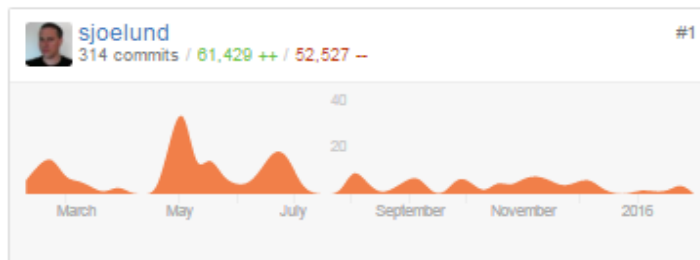 sjoelund #1
314 commits / 61,429 ++ / 52,527 --
40
20
March May July September November 2016